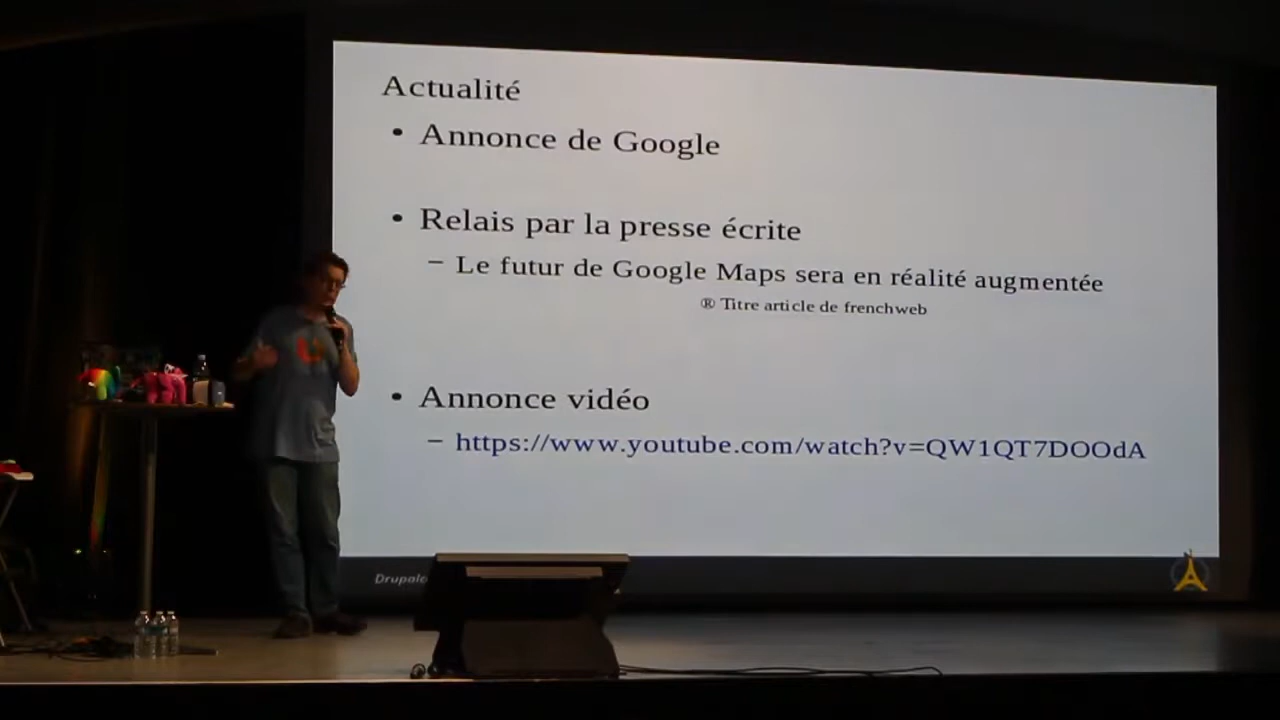 Actualité
• Annonce de Google
• Relais par la presse écrite
– Le futur de Google Maps sera en réalité augmentée
® Titre article de frenchweb
• Annonce vidéo
– https://www.youtube.com/watch?v=QW1QT7DOOdA